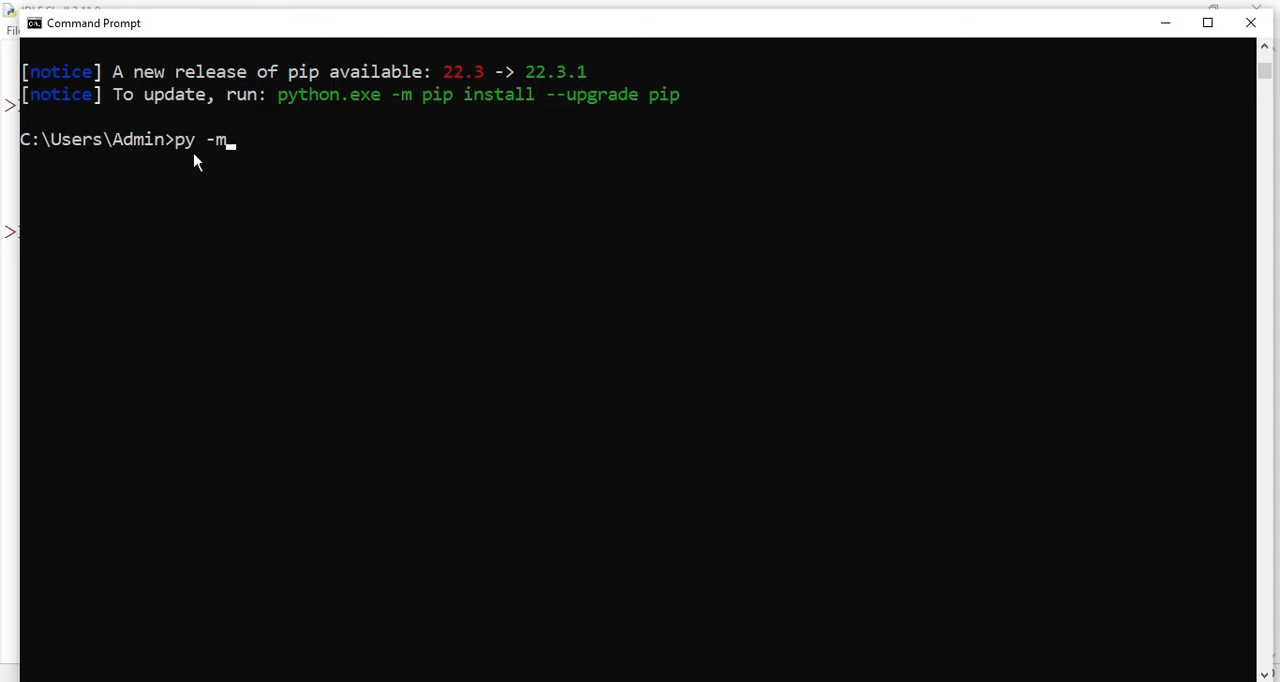 Command Prompt
[notice] A new release of pip available: 22.3 -> 22.3.1
[notice] To update, run: python.exe -m pip install --upgrade pip
C:\Users\Admin>py -m